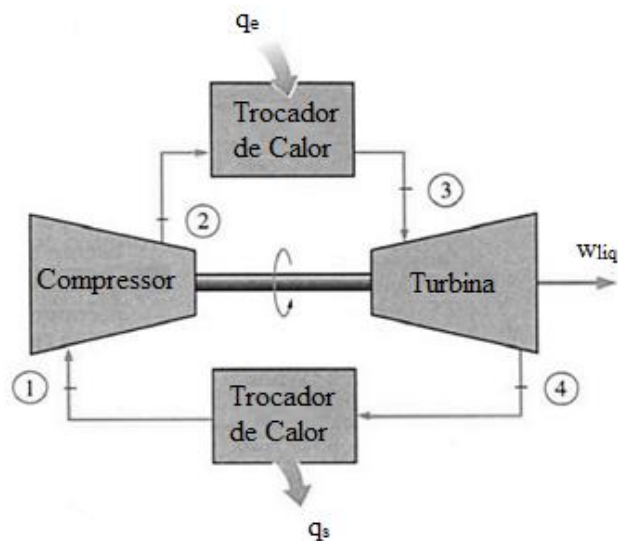 qe
Trocador
de Calor
2
3
Compressor
Turbina
Wliq
1
4
Trocador
de Calor
qs